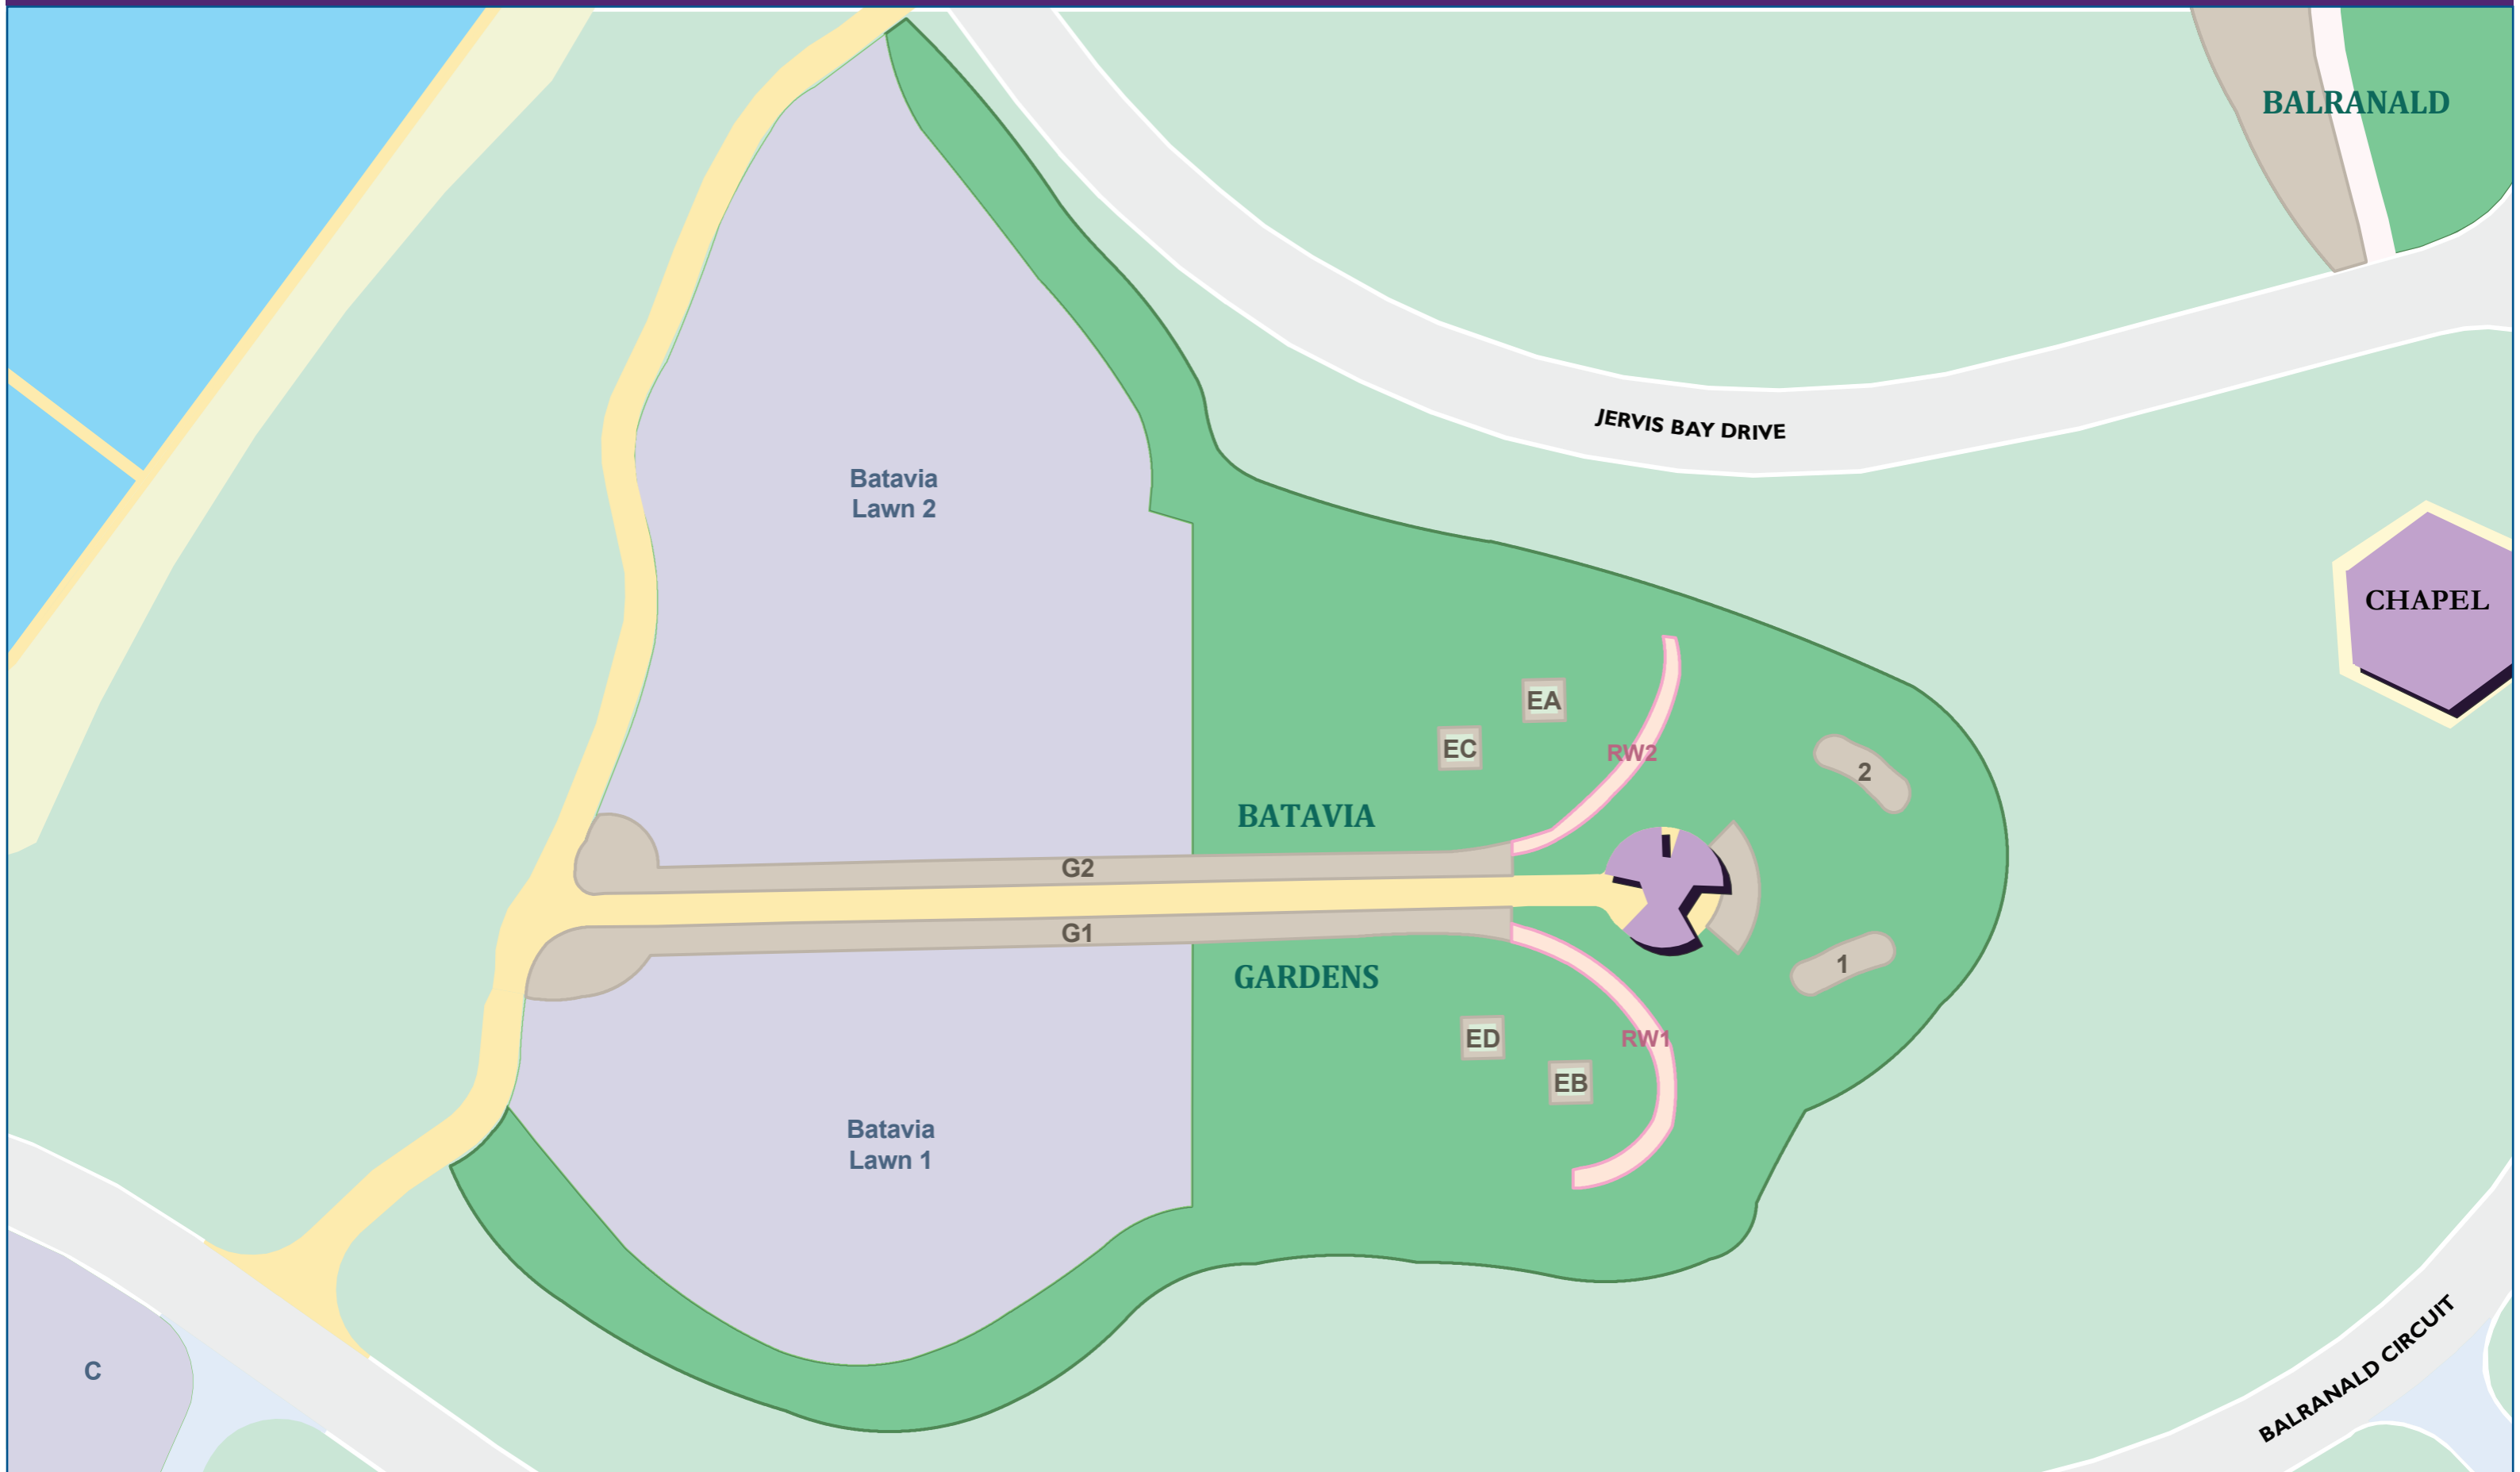 BALRANALD
JERVIS BAY DRIVE
Batavia
Lawn 2
CHAPEL
EA
EC
RW2
2
BATAVIA
G2
G1
1
GARDENS
ED
RW1
EB
Batavia
Lawn 1
C
BALRANALD CIRCUIT